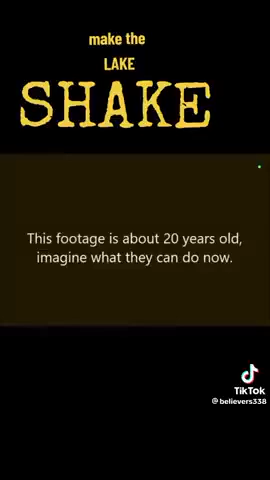 make the
LAKE
SHAKE
This footage is about 20 years old,
imagine what they can do now.
TikTok
@believers338